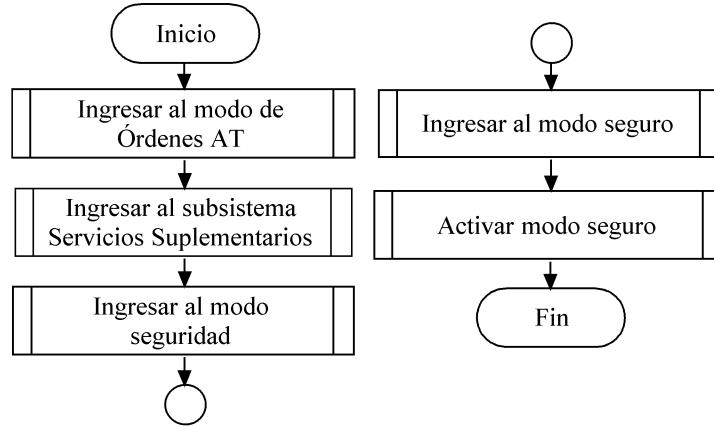 Inicio
Ingresar al modo de
Órdenes AT
Ingresar al subsistema
Servicios Suplementarios
Ingresar al modo
seguridad
Ingresar al modo seguro
Activar modo seguro
Fin